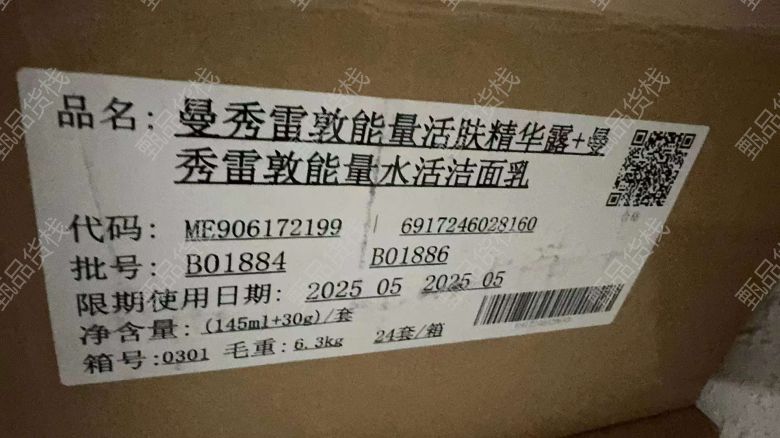 品名: 曼秀雷敦能量活肤精华露+曼
秀雷敦能量水活洁面乳
代码: ME906172199 | 6917246028160
批号: B01884 B01886
限期使用日期: 2025 05 2025 05
净含量: (145ml+30g)/套
箱号:0301 毛重: 6.3kg 24套/箱
合格
甄品货栈